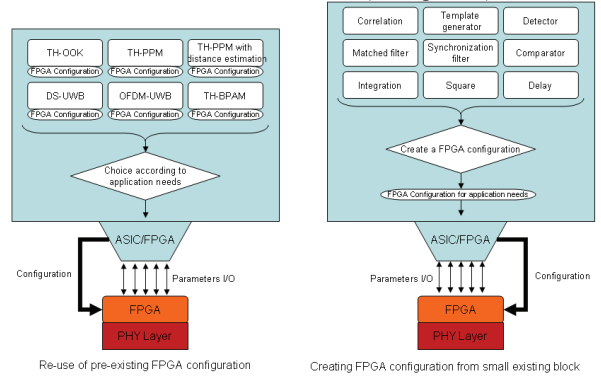 TH-OOK
FPGA Configuration
TH-PPM
FPGA Configuration
TH-PPM with
distance estimation
FPGA Configuration
DS-UWB
FPGA Configuration
OFDM-UWB
FPGA Configuration
TH-BPAM
FPGA Configuration
Choice according to
application needs
ASIC/FPGA
Configuration
Parameters I/O
FPGA
PHY Layer
Re-use of pre-existing FPGA configuration
Correlation
Template
generator
Detector
Matched filter
Synchronization
filter
Comparator
Integration
Square
Delay
Create a FPGA configuration
FPGA Configuration for application needs
ASIC/FPGA
Parameters I/O
Configuration
FPGA
PHY Layer
Creating FPGA configuration from small existing block